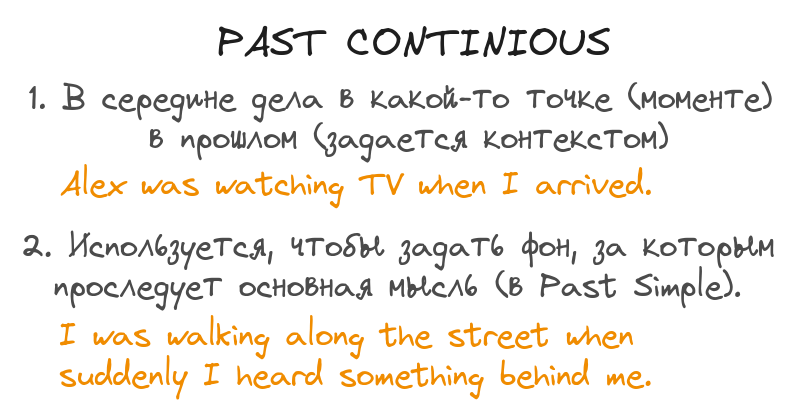 PAST CONTINIOUS
1. В середине дела в какой-то точке (моменте)
в прошлом (задается контекстом)
Alex was watching TV when I arrived.
2. Используется, чтобы задать фон, за которым
проследует основная мысль (в Past Simple).
I was walking along the street when
suddenly I heard something behind me.